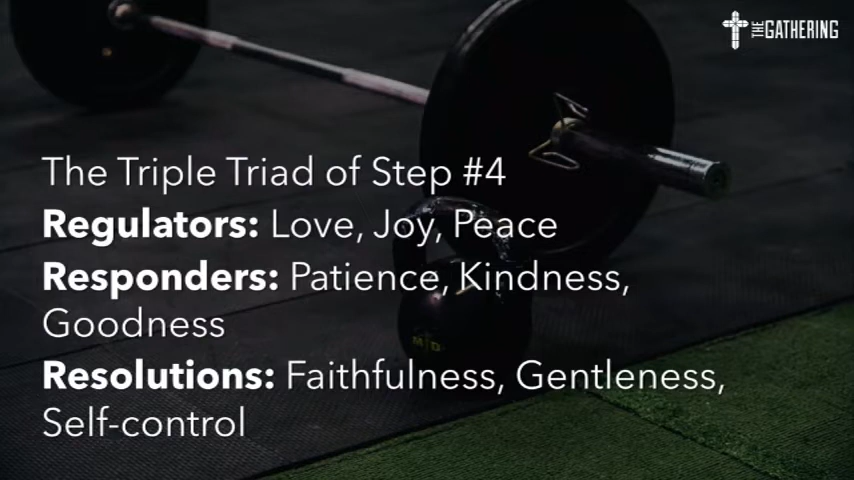 THE GATHERING
The Triple Triad of Step #4
Regulators: Love, Joy, Peace
Responders: Patience, Kindness,
Goodness
Resolutions: Faithfulness, Gentleness,
Self-control